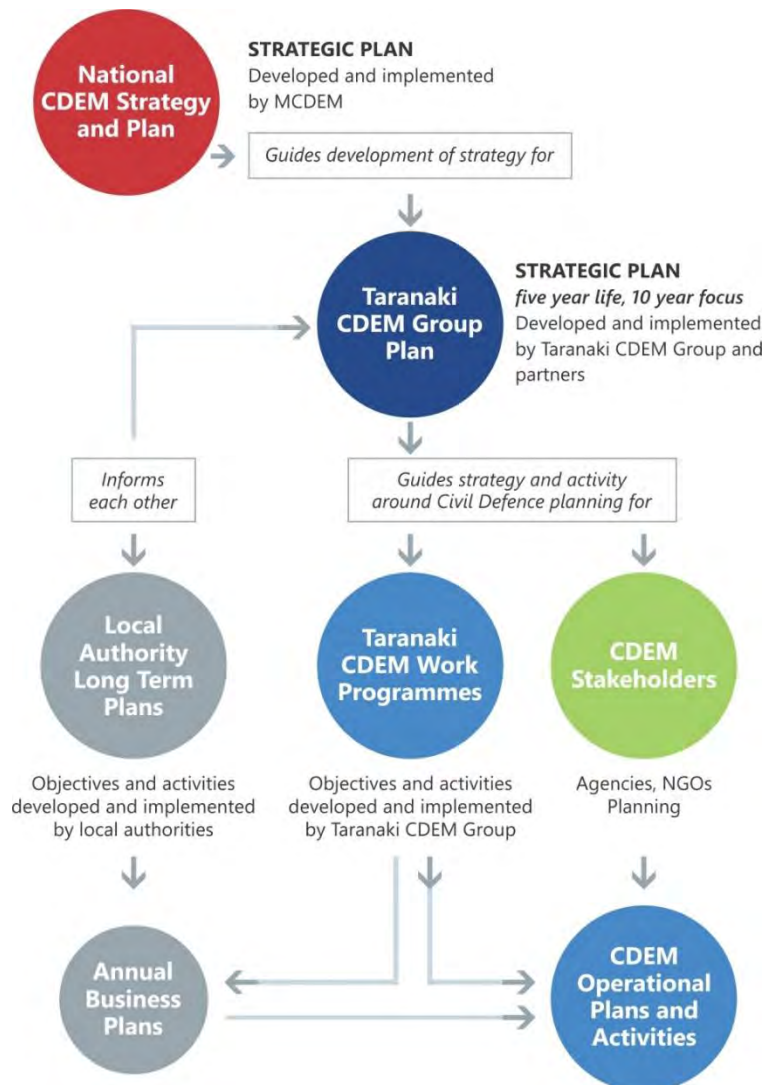 National
CDEM Strategy
and Plan
STRATEGIC PLAN
Developed and implemented
by MCDEM
Guides development of strategy for
Taranaki
CDEM Group
Plan
STRATEGIC PLAN
five year life, 10 year focus
Developed and implemented
by Taranaki CDEM Group and
partners
Informs
each other
Guides strategy and activity
around Civil Defence planning for
Local
Authority
Long Term
Plans
Taranaki
CDEM Work
Programmes
CDEM
Stakeholders
Objectives and activities
developed and implemented
by local authorities
Objectives and activities
developed and implemented
by Taranaki CDEM Group
Agencies, NGOs
Planning
Annual
Business
Plans
CDEM
Operational
Plans and
Activities